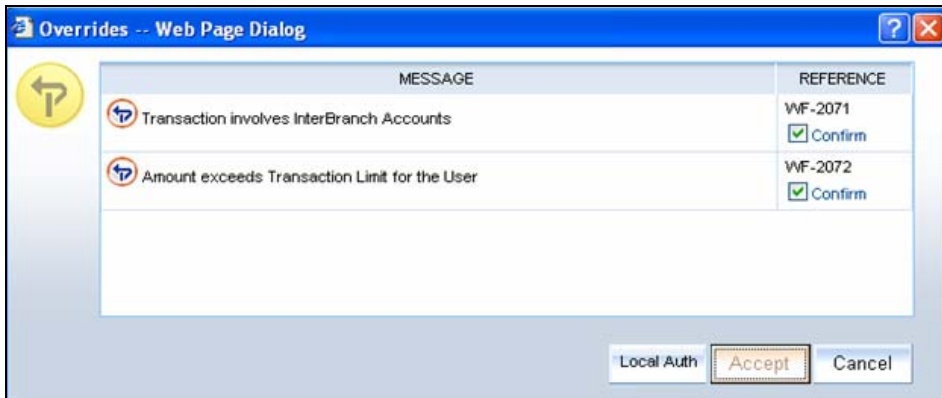 Overrides -- Web Page Dialog
MESSAGE REFERENCE
Transaction involves InterBranch Accounts WF-2071
Confirm
Amount exceeds Transaction Limit for the User WF-2072
Confirm
Local Auth Accept Cancel